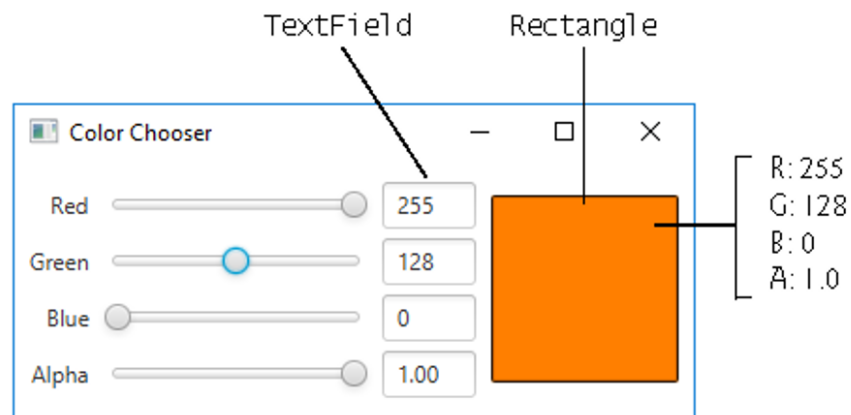 TextField Rectangle
Color Chooser
Red 255
Green 128
Blue 0
Alpha 1.00
R: 255
G: 128
B: 0
A: 1.0